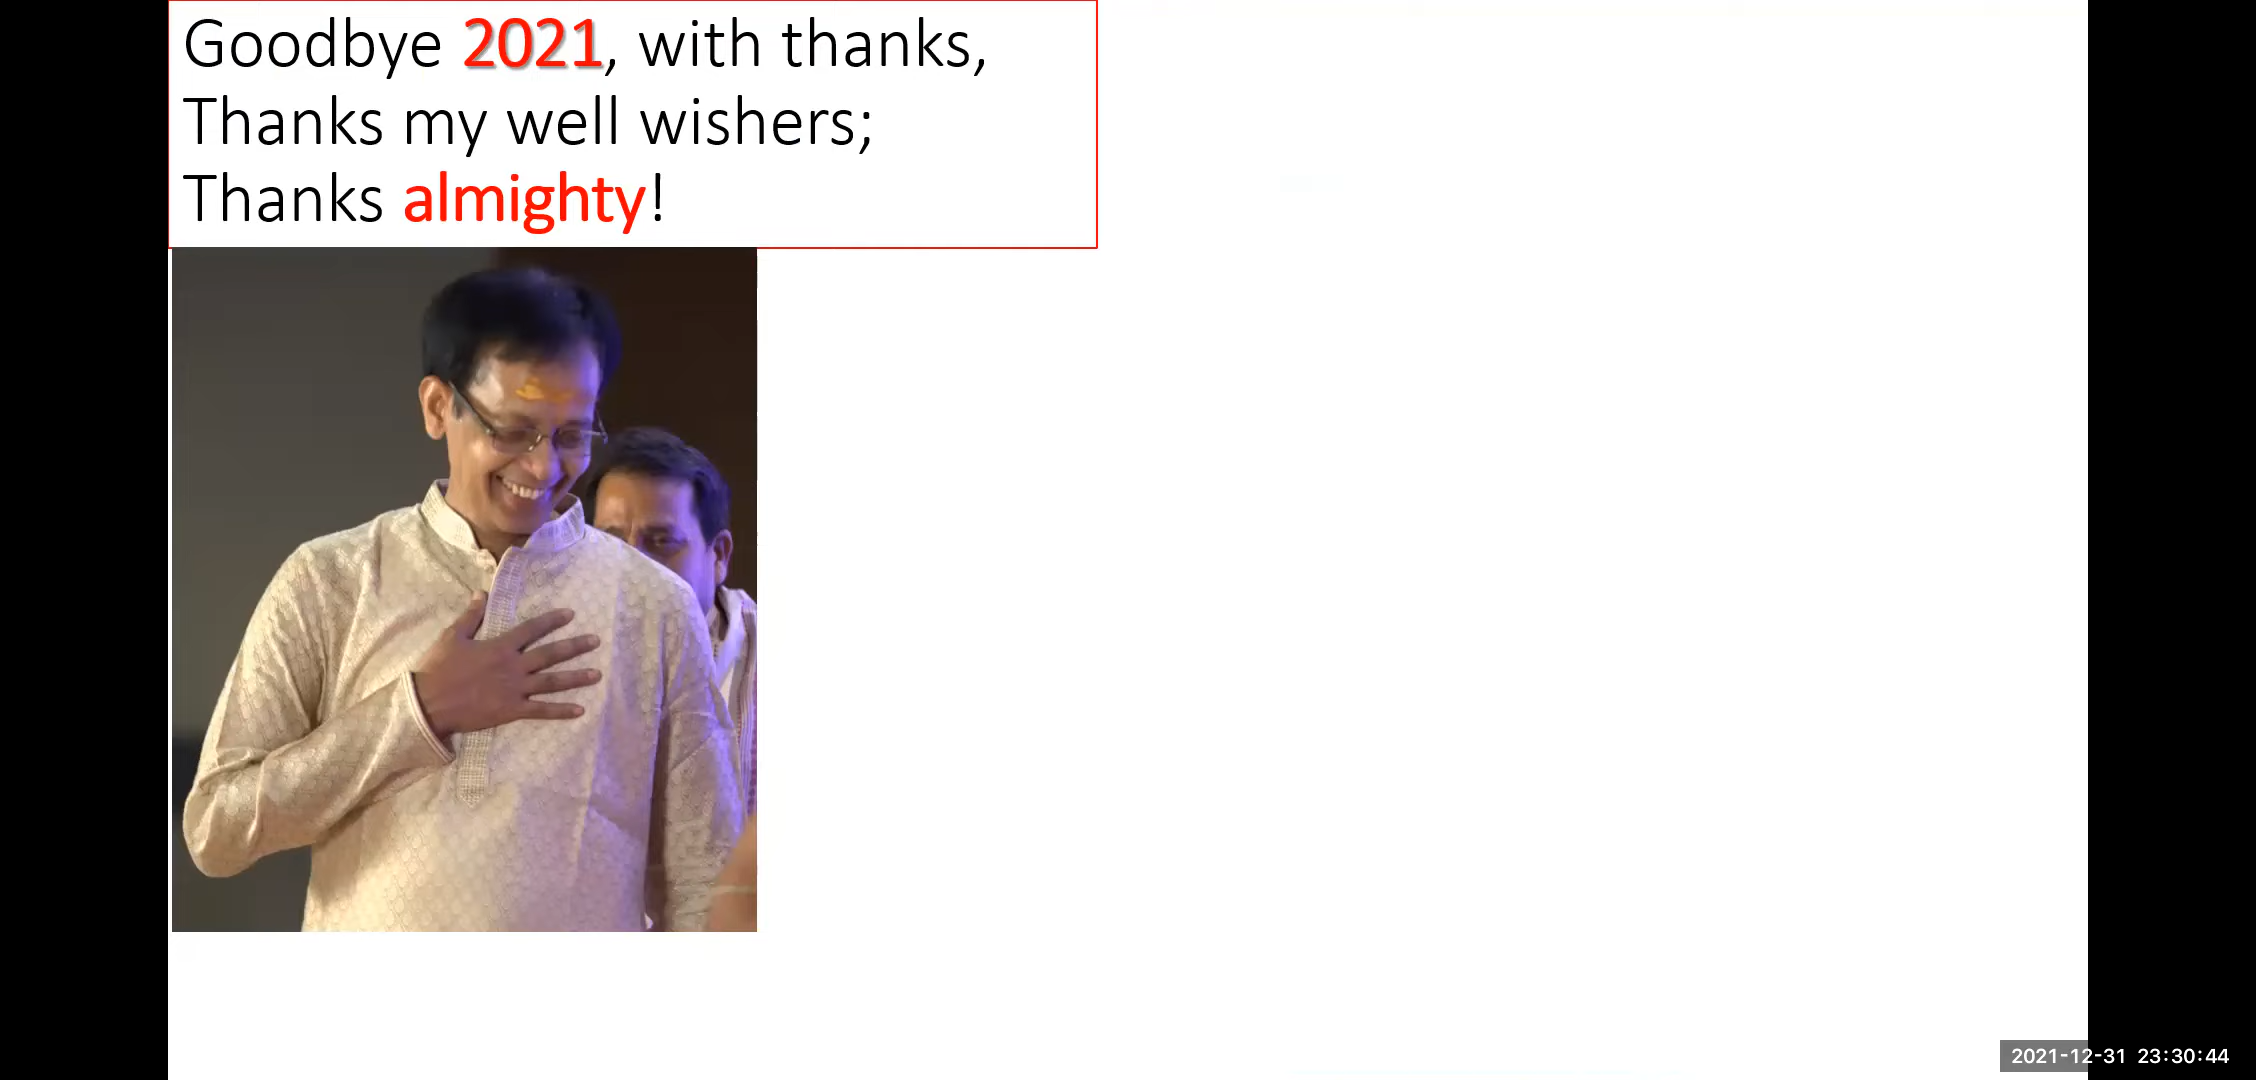 Goodbye 2021, with thanks,
Thanks my well wishers;
Thanks almighty!
2021-12-31 23:30:44